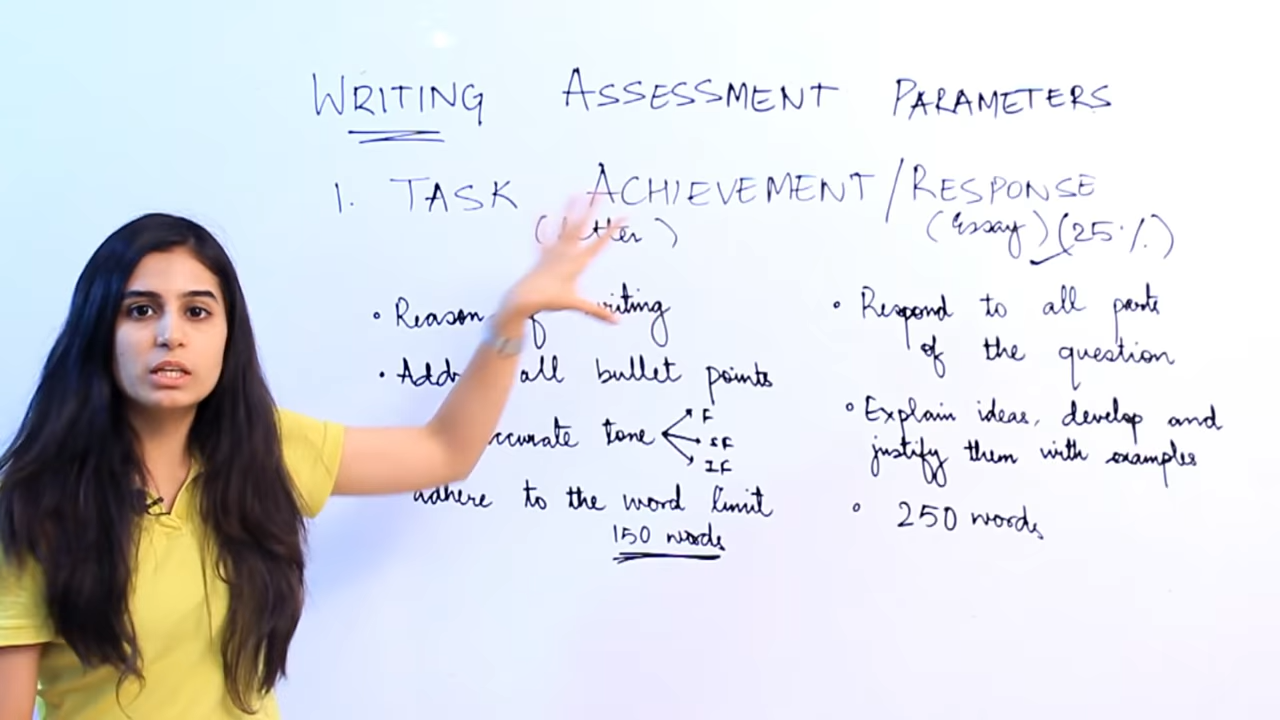 WRITING ASSESSMENT PARAMETERS
1. TASK ACHIEVEMENT/RESPONSE
(Essay) (25%)
• Reason
• all bullet points
tone F
SF
IF
adhere to the word limit
150 words
• Respond to all parts
of the question
• Explain ideas, develop and
justify them with examples
• 250 words